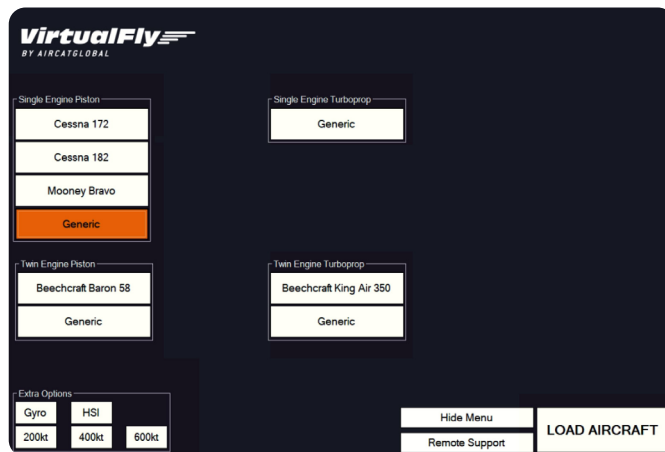 VirtualFly
BY AIRCATGLOBAL
Single Engine Piston
Cessna 172
Cessna 182
Mooney Bravo
Generic
Single Engine Turboprop
Generic
Twin Engine Piston
Beechcraft Baron 58
Generic
Twin Engine Turboprop
Beechcraft King Air 350
Generic
Extra Options
Gyro HSI
200kt 400kt 600kt
Hide Menu
Remote Support
LOAD AIRCRAFT